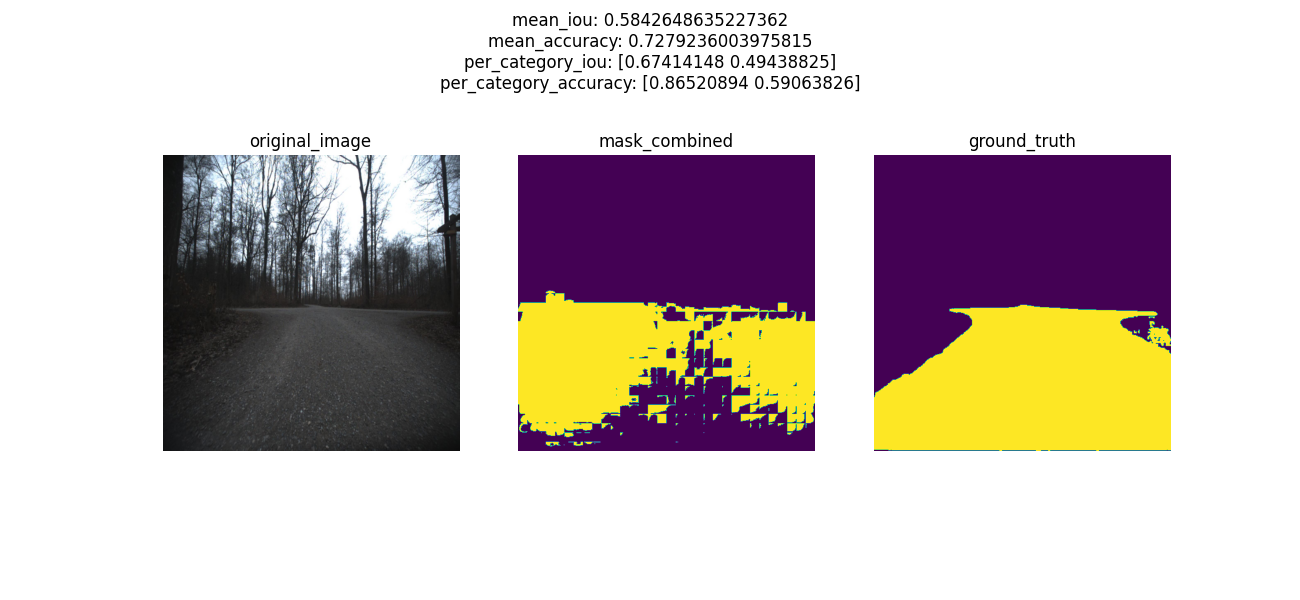 mean_iou: 0.5842648635227362
mean_accuracy: 0.7279236003975815
per_category_iou: [0.67414148 0.49438825]
per_category_accuracy: [0.86520894 0.59063826]
original_image
mask_combined
ground_truth